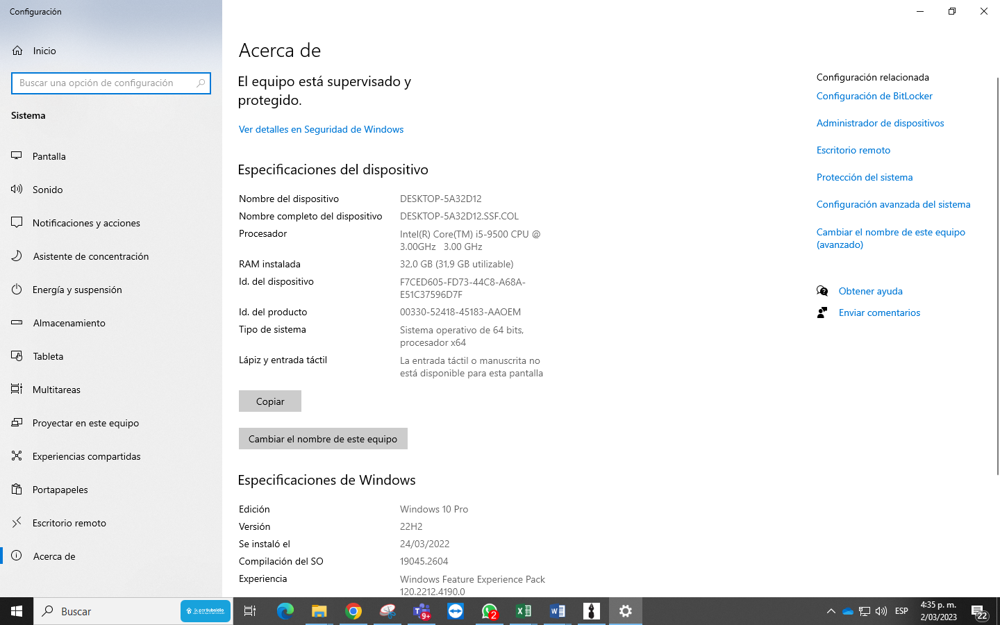 Configuración
Inicio
Buscar una opción de configuración
Sistema
Pantalla
Sonido
Notificaciones y acciones
Asistente de concentración
Energía y suspensión
Almacenamiento
Tableta
Multitareas
Proyectar en este equipo
Experiencias compartidas
Portapapeles
Escritorio remoto
Acerca de
Acerca de
El equipo está supervisado y
protegido.
Ver detalles en Seguridad de Windows
Especificaciones del dispositivo
Nombre del dispositivo DESKTOP-5A32D12
Nombre completo del dispositivo DESKTOP-5A32D12.SSF.COL
Procesador Intel(R) Core(TM) i5-9500 CPU @
3.00GHz 3.00 GHz
RAM instalada 32,0 GB (31,9 GB utilizable)
Id. del dispositivo F7CED605-FD73-44C8-A68A-
E51C37596D7F
Id. del producto 00330-52418-45183-AAOEM
Tipo de sistema Sistema operativo de 64 bits,
procesador x64
Lápiz y entrada táctil La entrada táctil o manuscrita no
está disponible para esta pantalla
Copiar
Cambiar el nombre de este equipo
Especificaciones de Windows
Edición Windows 10 Pro
Versión 22H2
Se instaló el 24/03/2022
Compilación del SO 19045.2604
Experiencia Windows Feature Experience Pack
120.2212.4190.0
Configuración relacionada
Configuración de BitLocker
Administrador de dispositivos
Escritorio remoto
Protección del sistema
Configuración avanzada del sistema
Cambiar el nombre de este equipo
(avanzado)
Obtener ayuda
Enviar comentarios
Buscar
SuperSubsidio
9+
2
ESP
4:35 p. m.
2/03/2023
22